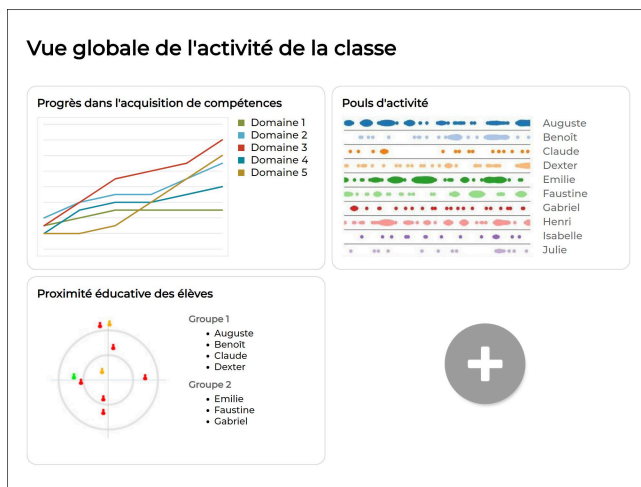 Vue globale de l'activité de la classe
Progrès dans l'acquisition de compétences
Domaine 1
Domaine 2
Domaine 3
Domaine 4
Domaine 5
Pouls d'activité
Auguste
Benoît
Claude
Dexter
Emilie
Faustine
Gabriel
Henri
Isabelle
Julie
Proximité éducative des élèves
Groupe 1
• Auguste
• Benoît
• Claude
• Dexter
Groupe 2
• Emilie
• Faustine
• Gabriel